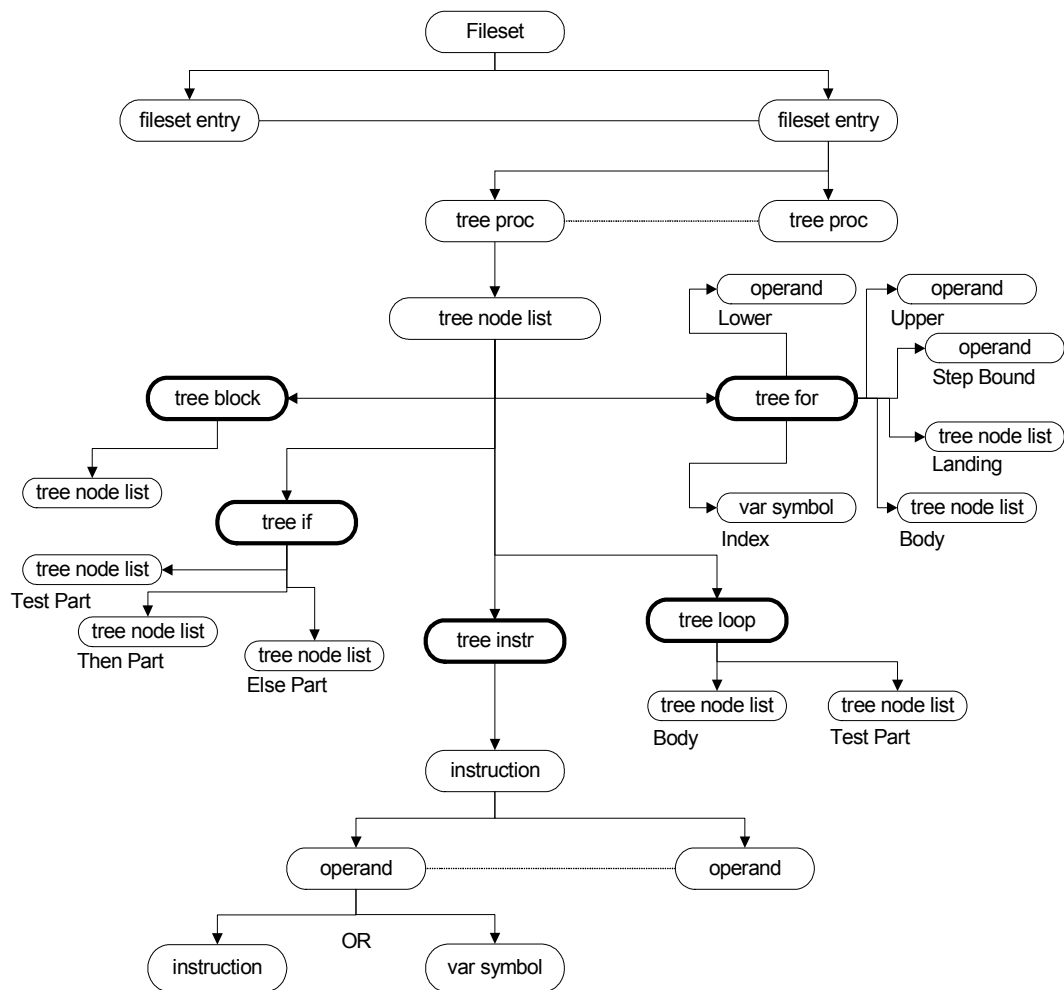 Fileset
fileset entry
fileset entry
tree proc
tree proc
operand
Lower
operand
Upper
tree node list
operand
Step Bound
tree block
tree for
tree node list
Landing
tree node list
tree if
var symbol
Index
tree node list
Body
tree node list
Test Part
tree node list
Then Part
tree node list
Else Part
tree instr
tree loop
tree node list
Body
tree node list
Test Part
instruction
operand
operand
OR
instruction
var symbol